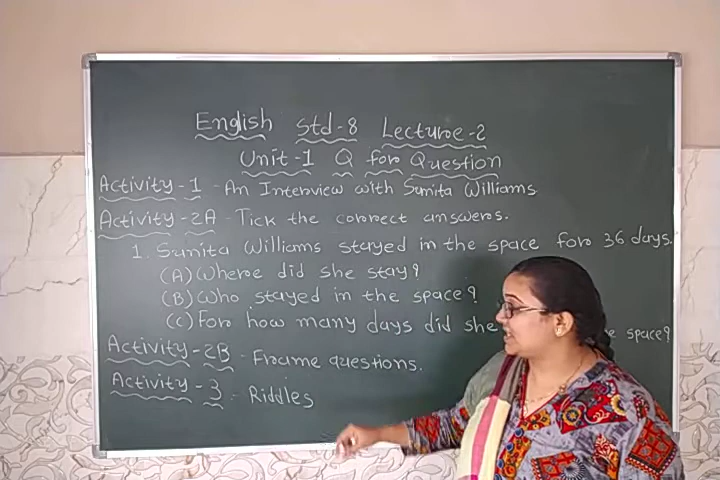 English Std-8 Lecture-2
Unit-1 Q for Question
Activity-1 - An Interview with Sunita Williams.
Activity-2A - Tick the correct answers.
1. Sunita Williams stayed in the space for 36 days.
(A) Where did she stay?
(B) Who stayed in the space?
(C) For how many days did she space?
Activity-2B - Frame questions.
Activity-3 - Riddles